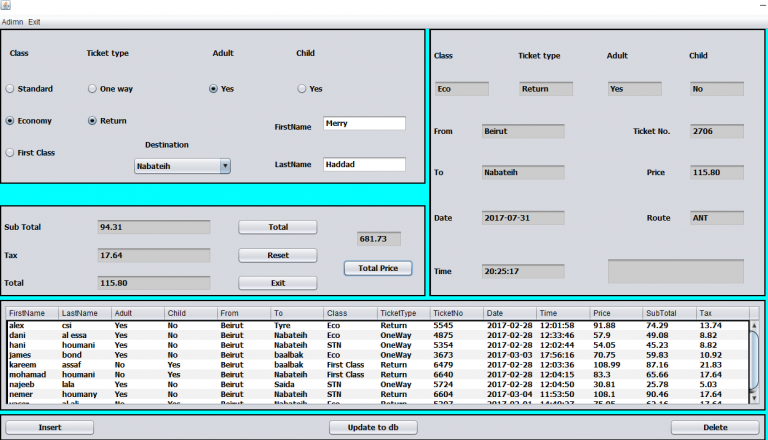 Adimn Exit
Class Ticket type Adult Child
Standard One way Yes Yes
Economy Return
FirstName Merry
First Class
Destination
Nabateih
LastName Haddad
Sub Total 94.31 Total
681.73
Tax 17.64 Reset
Total Price
Total 115.80 Exit
Class Ticket type Adult Child
Eco Return Yes No
From Beirut Ticket No. 2706
To Nabateih Price 115.80
Date 2017-07-31 Route ANT
Time 20:25:17
FirstName LastName Adult Child From To Class TicketType TicketNo Date Time Price SubTotal Tax
alex csi Yes No Beirut Tyre Eco Return 5545 2017-02-28 12:01:58 91.88 74.29 13.74
dani al essa Yes No Beirut Nabateih Eco OneWay 4875 2017-02-28 12:33:46 57.9 49.08 8.82
hani houmani Yes No Beirut Nabateih STN OneWay 5354 2017-02-28 12:02:44 54.05 45.23 8.82
james bond Yes No Beirut baalbak Eco OneWay 3673 2017-03-03 17:56:16 70.75 59.83 10.92
kareem assaf No Yes Beirut baalbak First Class Return 6479 2017-02-28 12:03:36 108.99 87.16 21.83
mohamad houmani No Yes Beirut Nabateih First Class Return 6640 2017-02-28 12:04:15 83.3 65.66 17.64
najeeb lala Yes No Beirut Saida STN OneWay 5724 2017-02-28 12:04:50 30.81 25.78 5.03
nemer houmany Yes No Beirut Nabateih STN Return 6604 2017-03-04 11:53:50 108.1 90.46 17.64
Insert Update to db Delete